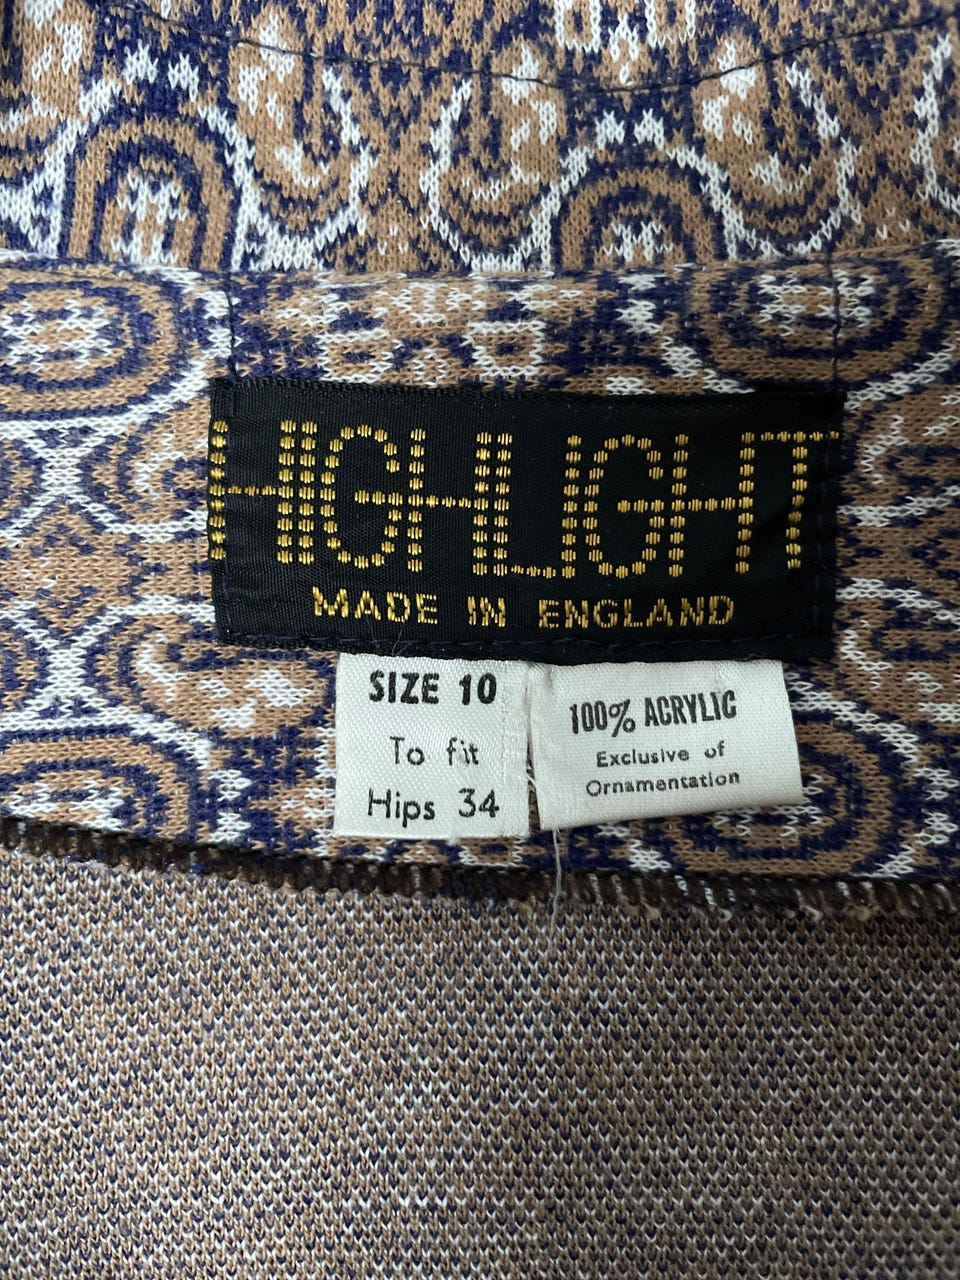 HIGHLIGHT
MADE IN ENGLAND
SIZE 10
To fit
Hips 34
100% ACRYLIC
Exclusive of
Ornamentation